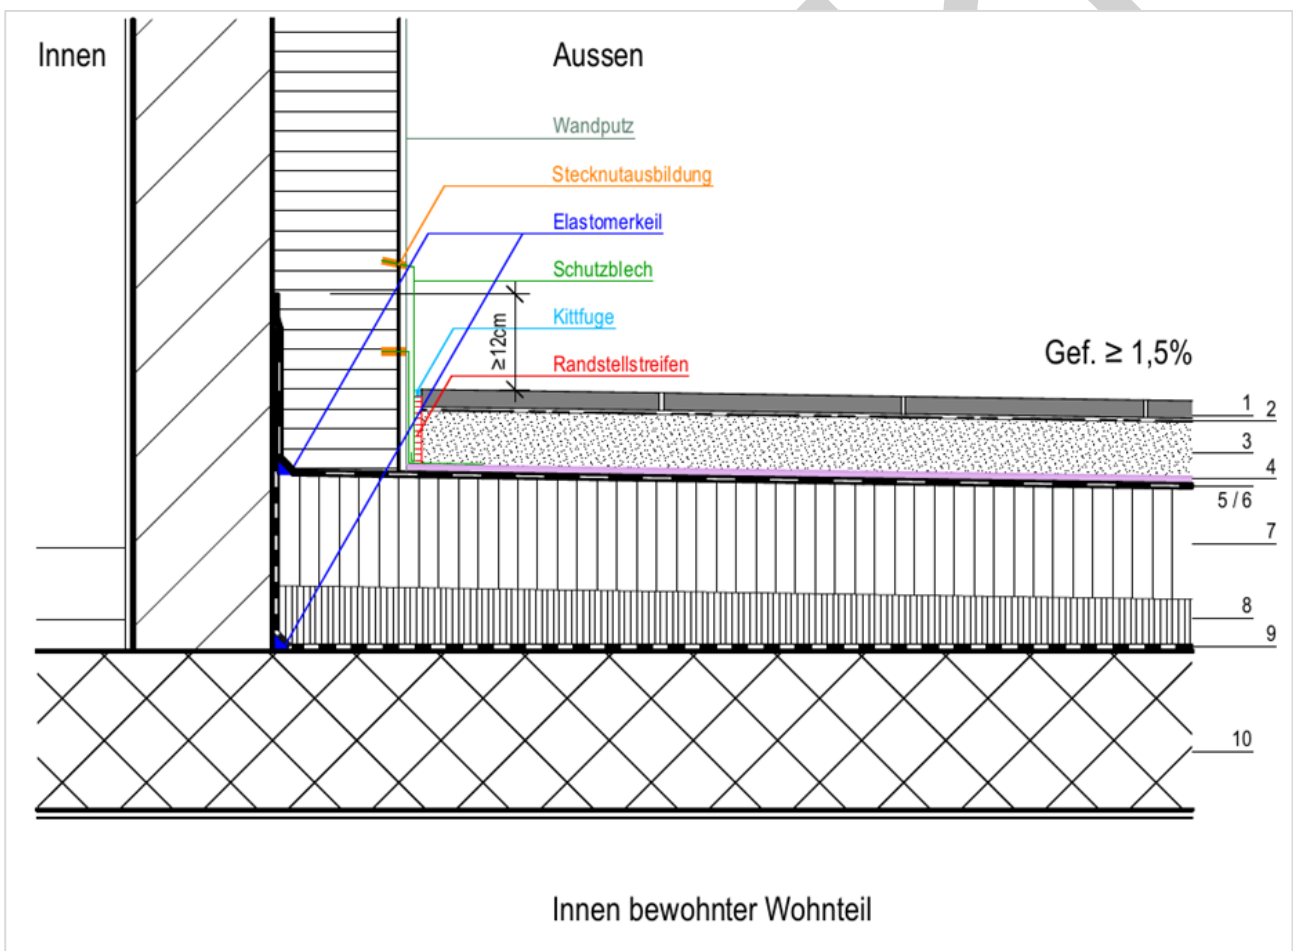 Innen
Aussen
Wandputz
Stecknutausbildung
Elastomerkeil
Schutzblech
Kittfuge
≥12cm
Randstellstreifen
Gef. ≥ 1,5%
1
2
3
4
5 / 6
7
8
9
10
Innen bewohnter Wohnteil